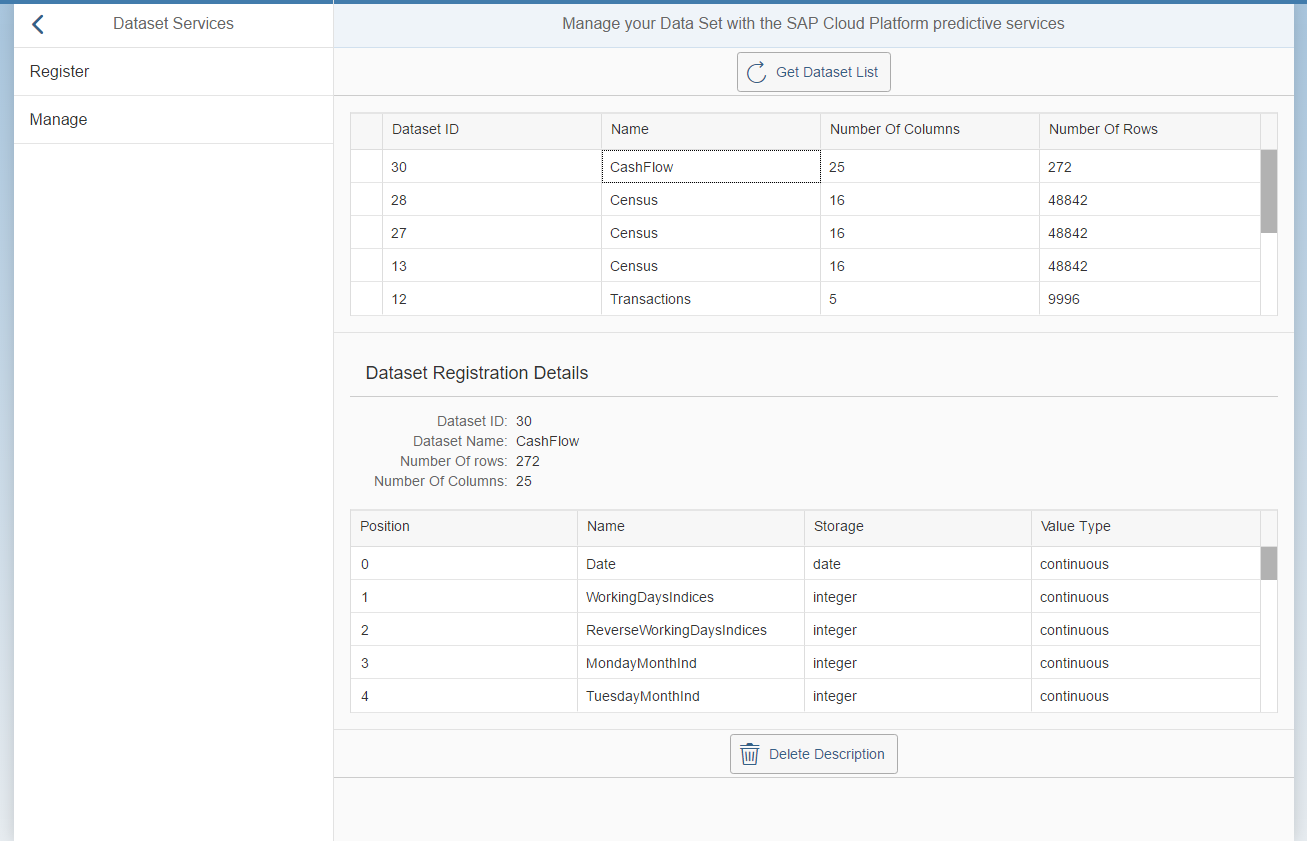 Dataset Services
Manage your Data Set with the SAP Cloud Platform predictive services
Register
Manage
Get Dataset List
Dataset ID Name Number Of Columns Number Of Rows
30 CashFlow 25 272
28 Census 16 48842
27 Census 16 48842
13 Census 16 48842
12 Transactions 5 9996
Dataset Registration Details
Dataset ID: 30
Dataset Name: CashFlow
Number Of rows: 272
Number Of Columns: 25
Position Name Storage Value Type
0 Date date continuous
1 WorkingDaysIndices integer continuous
2 ReverseWorkingDaysIndices integer continuous
3 MondayMonthInd integer continuous
4 TuesdayMonthInd integer continuous
Delete Description